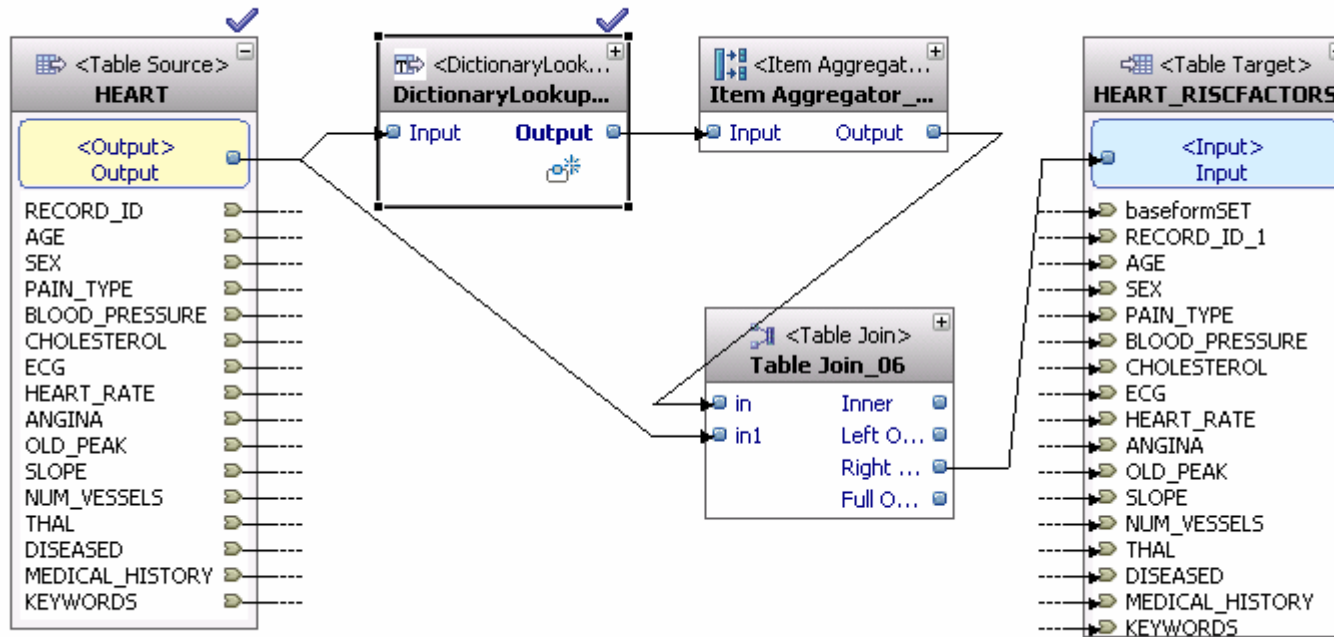 <Table Source>
HEART
<Output>
Output
RECORD_ID
AGE
SEX
PAIN_TYPE
BLOOD_PRESSURE
CHOLESTEROL
ECG
HEART_RATE
ANGINA
OLD_PEAK
SLOPE
NUM_VESSELS
THAL
DISEASED
MEDICAL_HISTORY
KEYWORDS
<DictionaryLook...
DictionaryLookup...
Input Output
<Item Aggregat...
Item Aggregator_...
Input Output
<Table Join>
Table Join_06
in Inner
in1 Left O...
Right ...
Full O...
<Table Target>
HEART_RISCFACTORS
<Input>
Input
baseformSET
RECORD_ID_1
AGE
SEX
PAIN_TYPE
BLOOD_PRESSURE
CHOLESTEROL
ECG
HEART_RATE
ANGINA
OLD_PEAK
SLOPE
NUM_VESSELS
THAL
DISEASED
MEDICAL_HISTORY
KEYWORDS